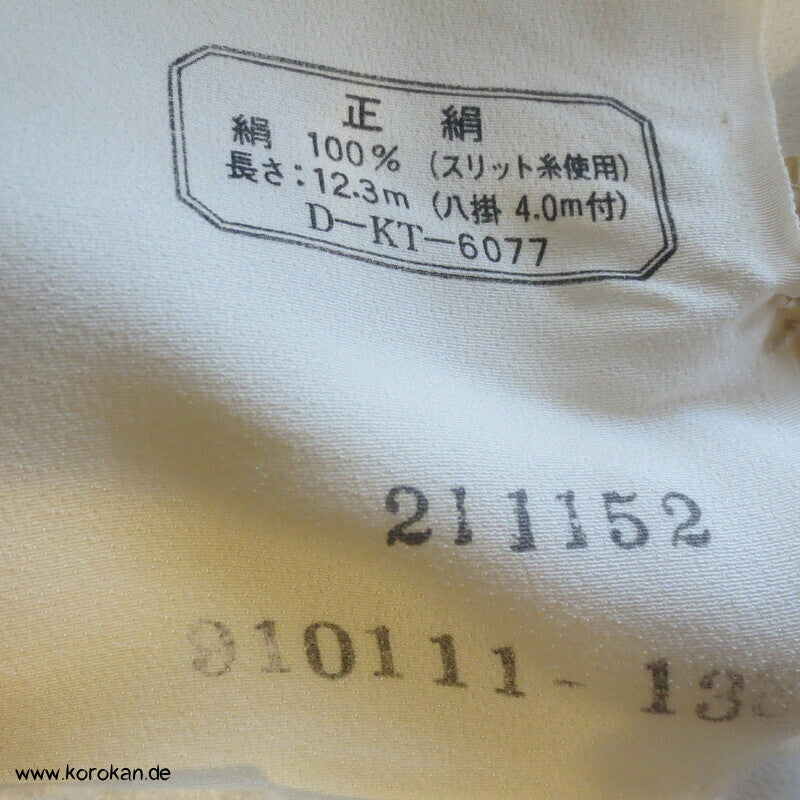 正 絹
絹 100% (スリット糸使用)
長さ:12.3m (八掛 4.0m付)
D-KT-6077
211152
910111-13
www.korokan.de